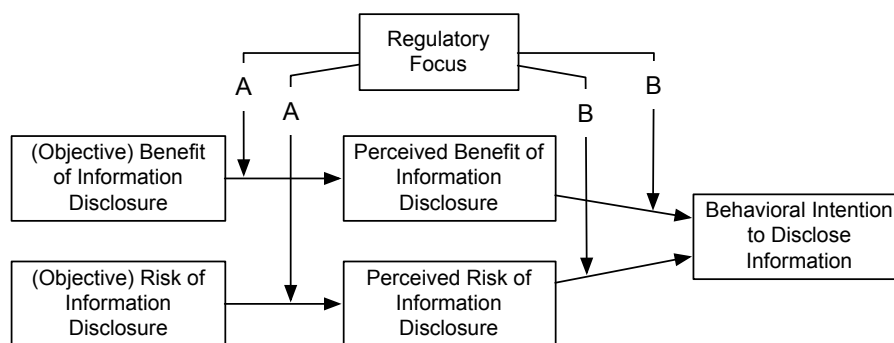 Regulatory
Focus
A
A
B
B
(Objective) Benefit
of Information
Disclosure
Perceived Benefit of
Information
Disclosure
Behavioral Intention
to Disclose
Information
(Objective) Risk of
Information
Disclosure
Perceived Risk of
Information
Disclosure